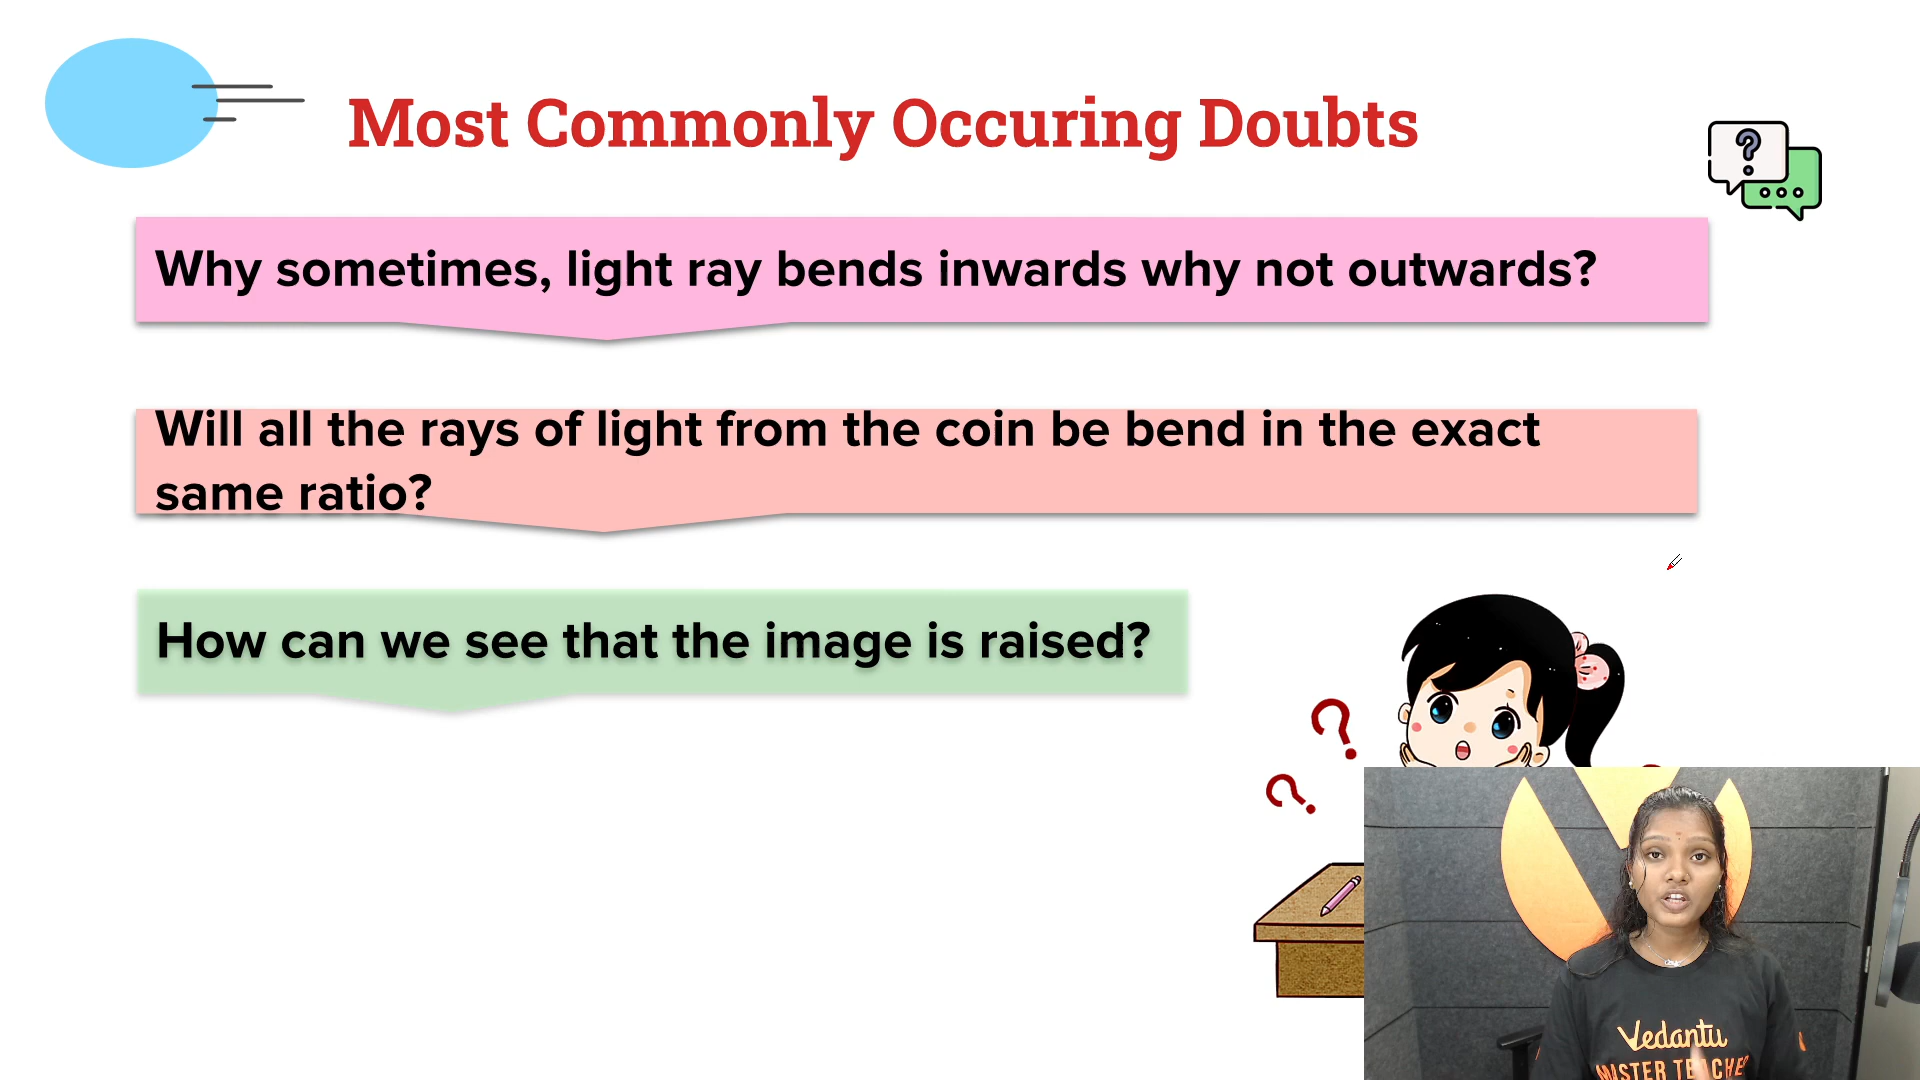 Most Commonly Occuring Doubts
Why sometimes, light ray bends inwards why not outwards?
Will all the rays of light from the coin be bend in the exact
same ratio?
How can we see that the image is raised?
Vedantu
MASTER TEACHER